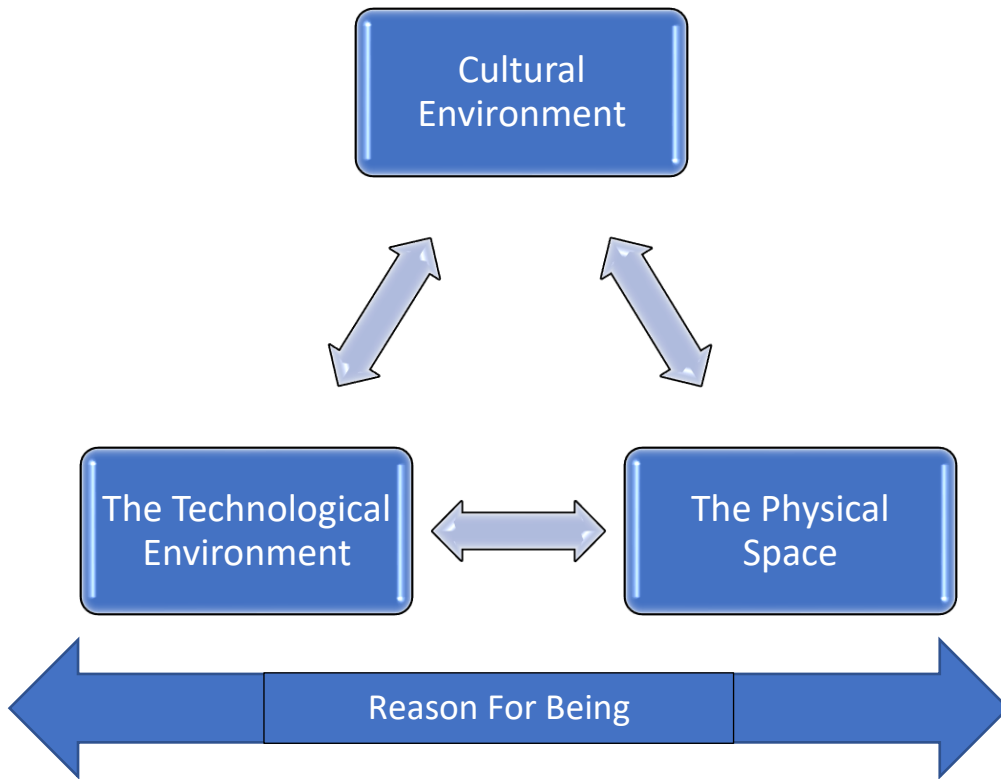 Cultural
Environment
The Technological
Environment
The Physical
Space
Reason For Being